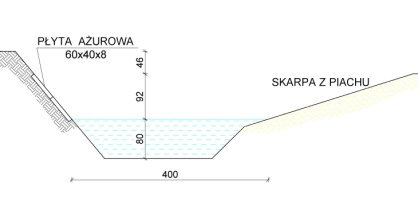 PŁYTA AŻUROWA
60x40x8
46
SKARPA Z PIACHU
92
80
400